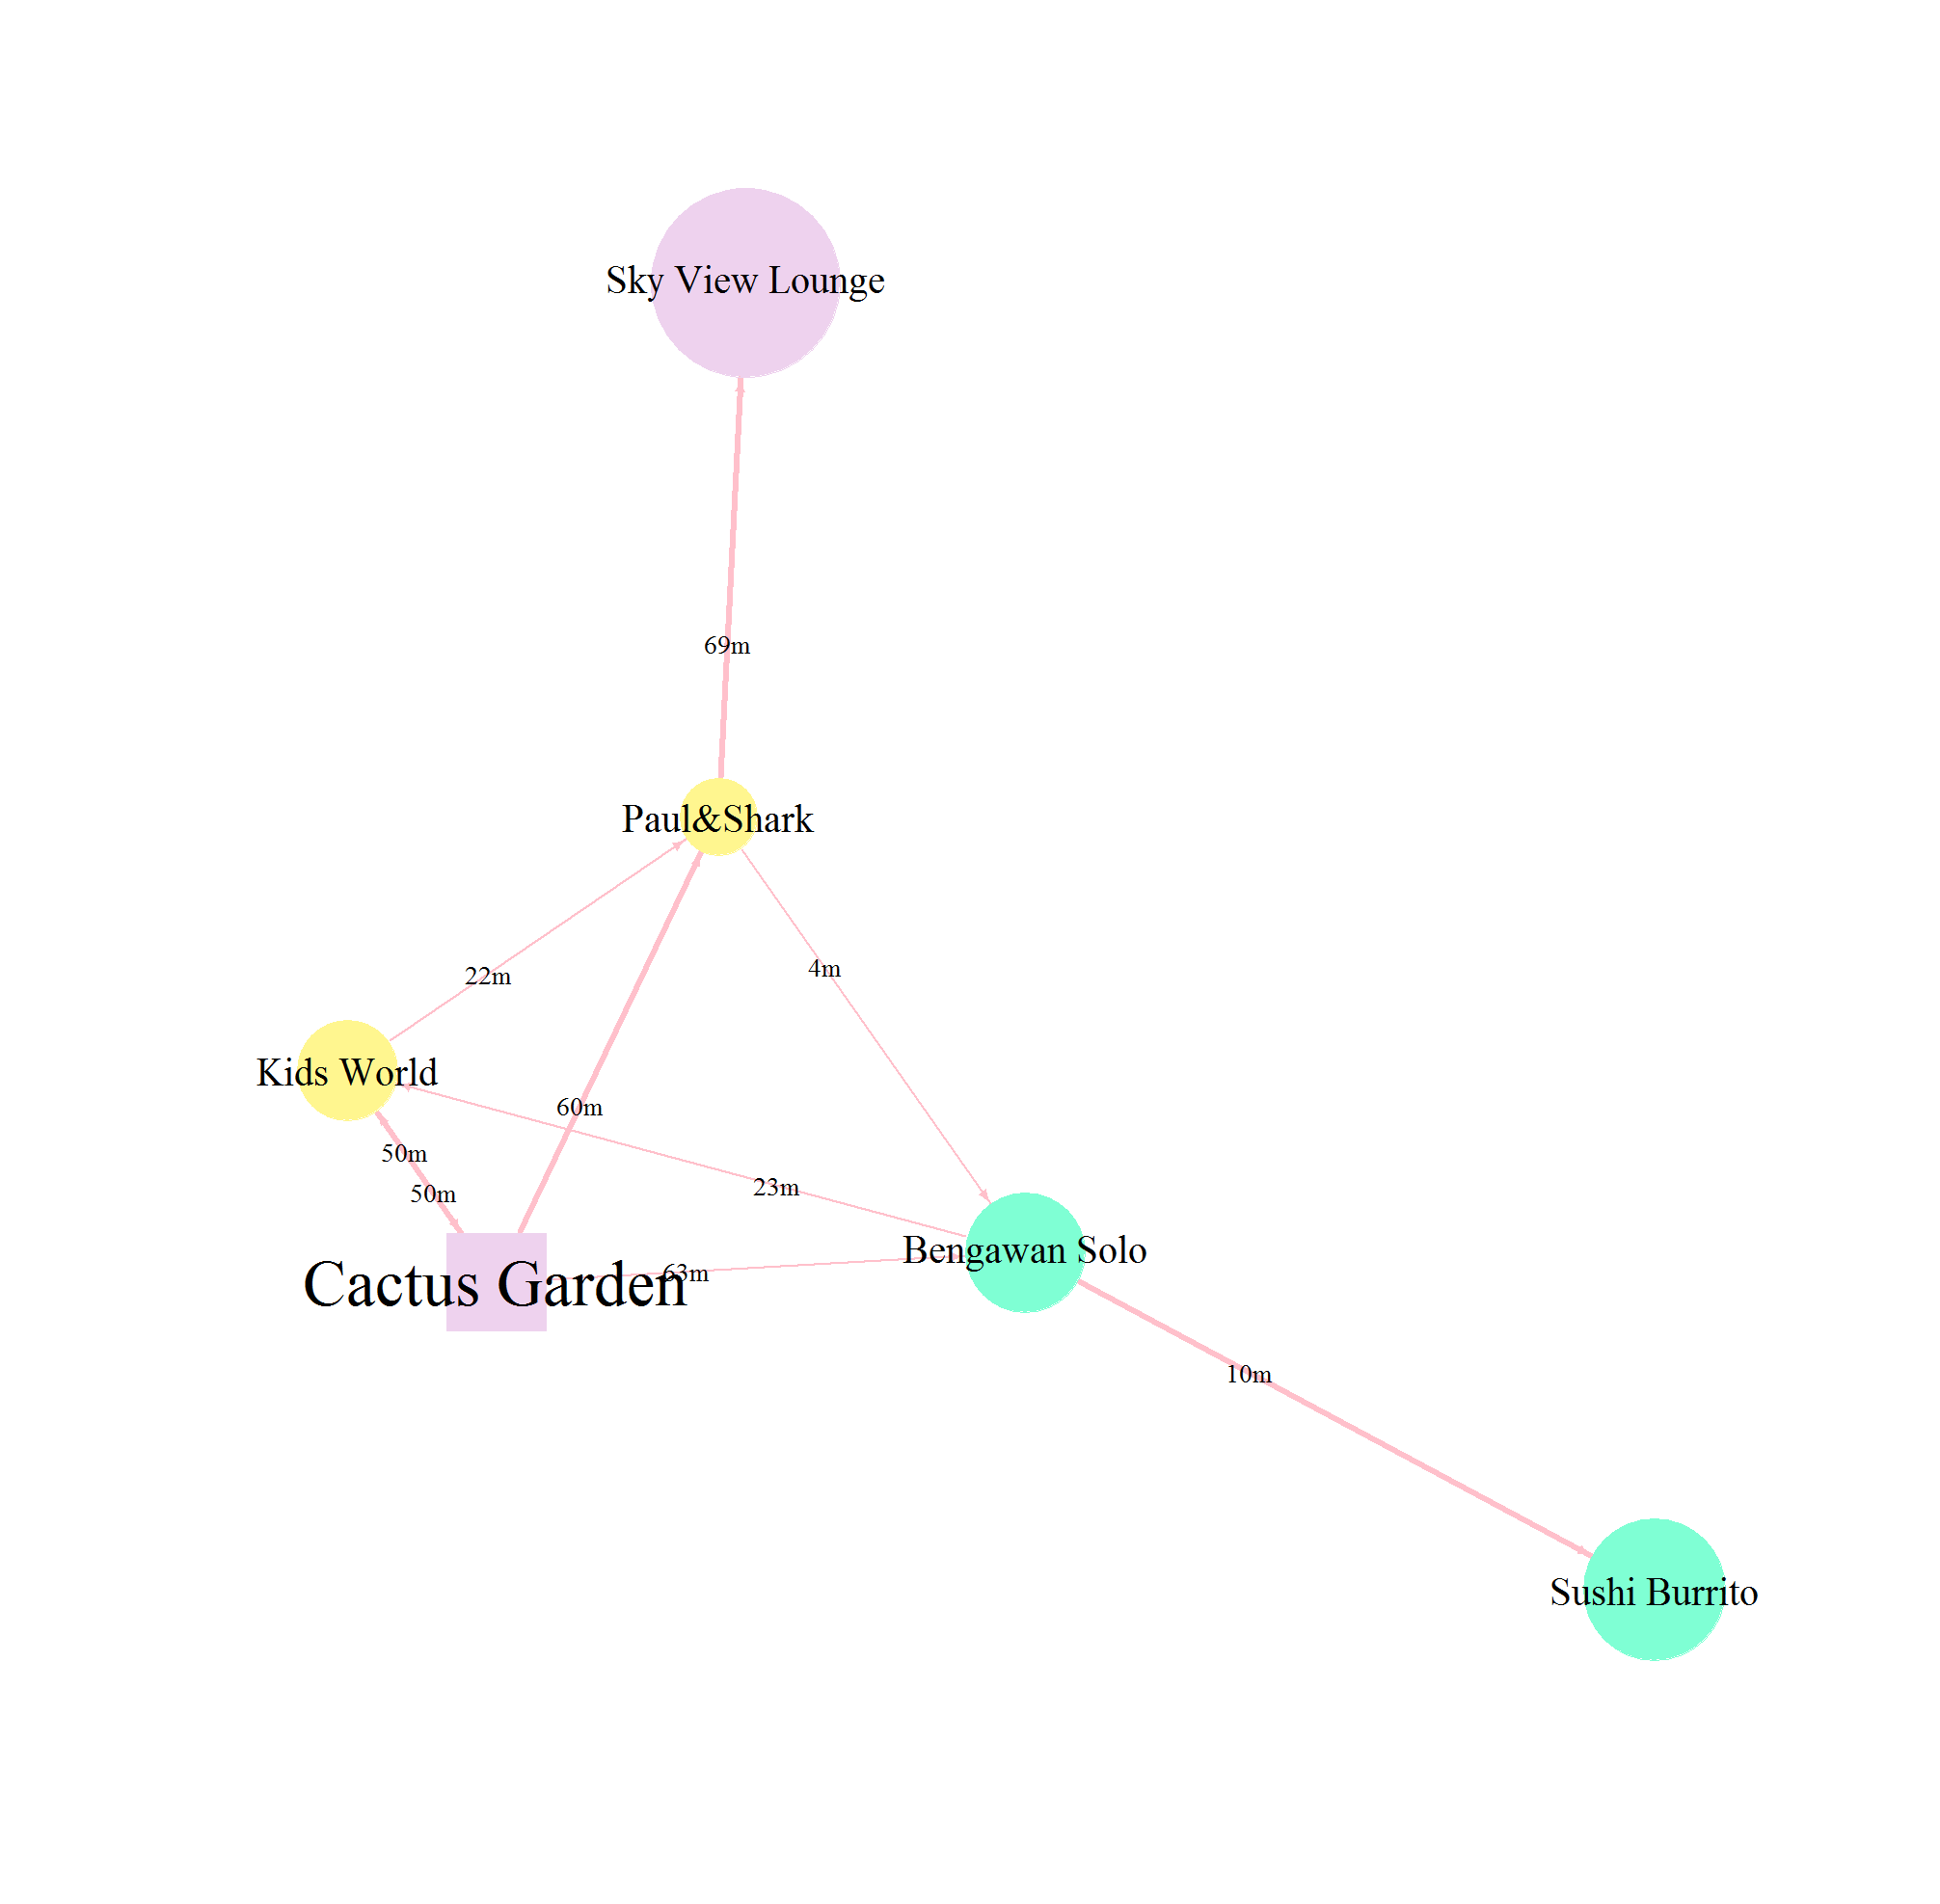 Sky View Lounge
69m
Paul&Shark
22m
4m
Kids World
60m
50m
23m
50m
Bengawan Solo
Cactus Garden
63m
10m
Sushi Burrito